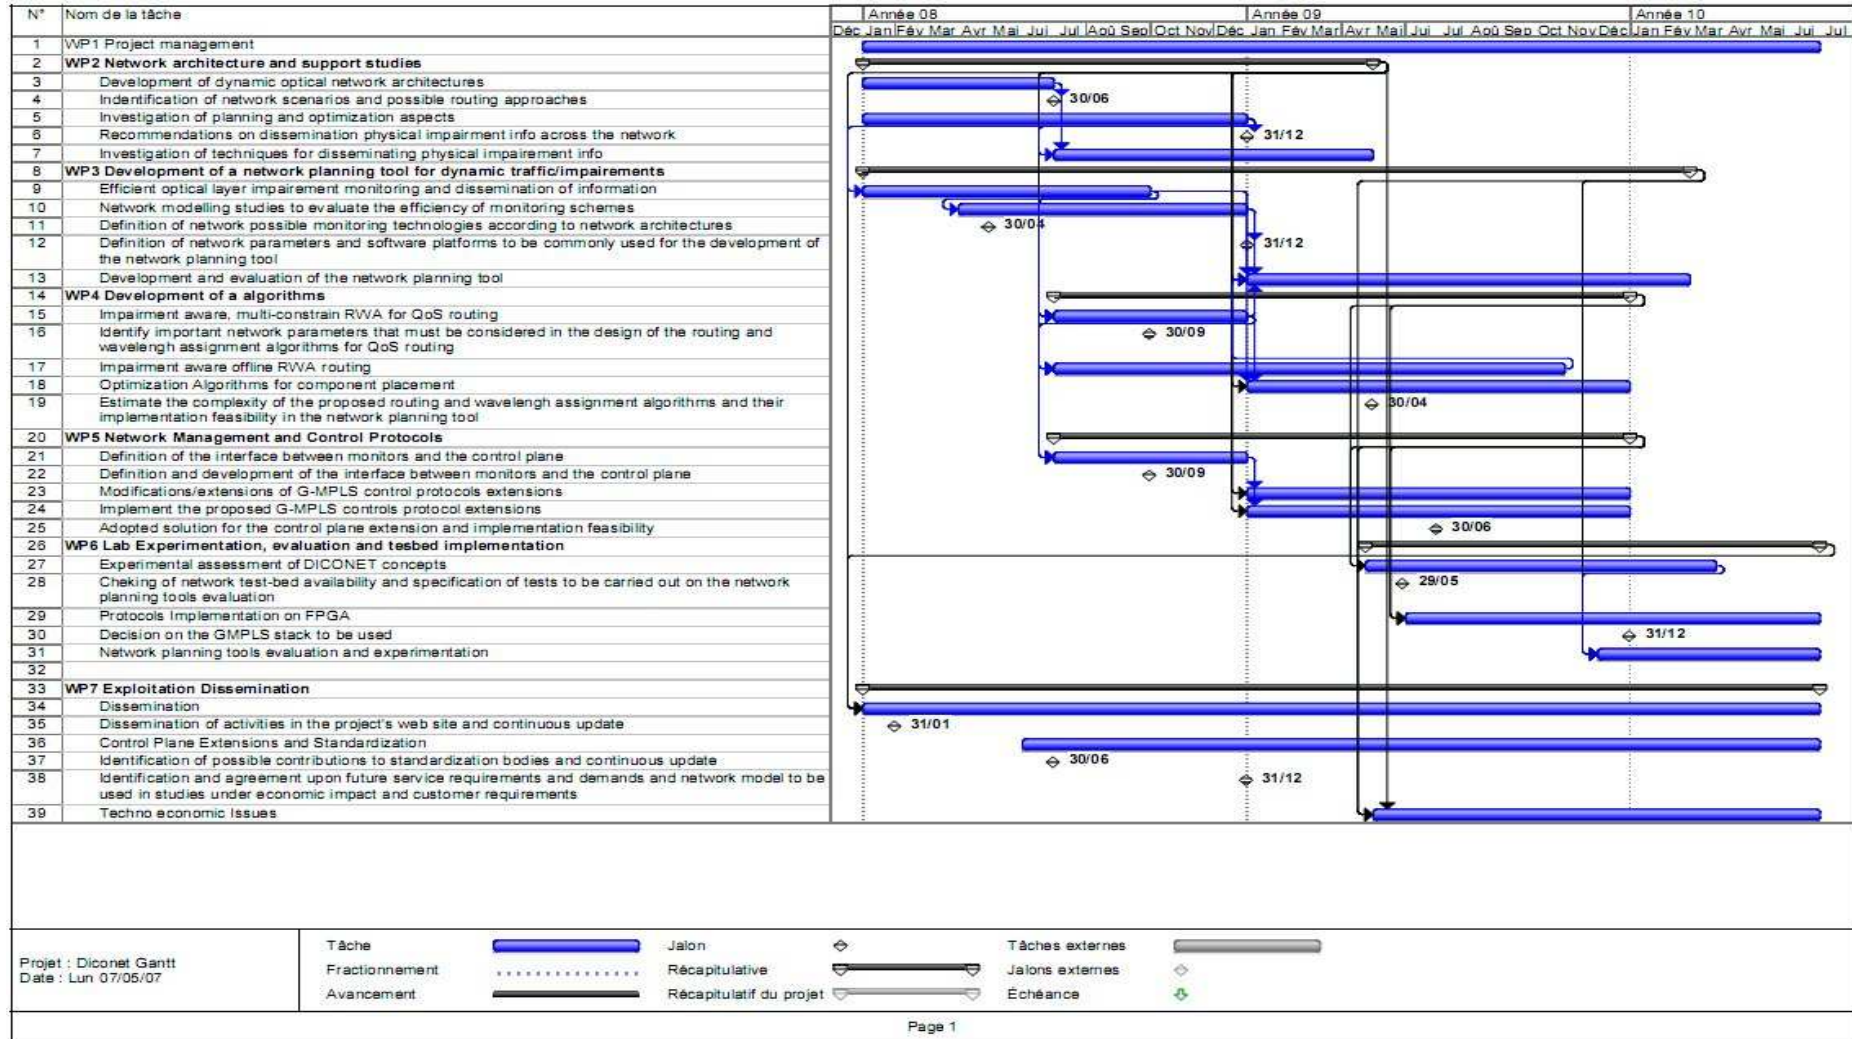 N° Nom de la tâche Année 08 Année 09 Année 10
Déc Jan Fév Mar Avr Mai Jui Jul Aoû Sep Oct Nov Déc Jan Fév Mar Avr Mai Jui Jul Aoû Sep Oct Nov Déc Jan Fév Mar Avr Mai Jui Jul
1 WP1 Project management
2 WP2 Network architecture and support studies
3 Development of dynamic optical network architectures
4 Indentification of network scenarios and possible routing approaches 30/06
5 Investigation of planning and optimization aspects
6 Recommendations on dissemination physical impairment info across the network 31/12
7 Investigation of techniques for disseminating physical impairement info
8 WP3 Development of a network planning tool for dynamic traffic/impairments
9 Efficient optical layer impairment monitoring and dissemination of information
10 Network modelling studies to evaluate the efficiency of monitoring schemes
11 Definition of network possible monitoring technologies according to network architectures 30/04
12 Definition of network parameters and software platforms to be commonly used for the development of 31/12
the network planning tool
13 Development and evaluation of the network planning tool
14 WP4 Development of a algorithms
15 Impairment aware, multi-constrain RWA for QoS routing
16 Identify important network parameters that must be considered in the design of the routing and 30/09
wavelengh assignment algorithms for QoS routing
17 Impairment aware offline RWA routing
18 Optimization Algorithms for component placement
19 Estimate the complexity of the proposed routing and wavelengh assignment algorithms and their 30/04
implementation feasibility in the network planning tool
20 WP5 Network Management and Control Protocols
21 Definition of the interface between monitors and the control plane
22 Definition and development of the interface between monitors and the control plane 30/09
23 Modifications/extensions of G-MPLS control protocols extensions
24 Implement the proposed G-MPLS controls protocol extensions
25 Adopted solution for the control plane extension and implementation feasibility 30/06
26 WP6 Lab Experimentation, evaluation and tesbed implementation
27 Experimental assessment of DICONET concepts
28 Cheking of network test-bed availability and specification of tests to be carried out on the network 29/05
planning tools evaluation
29 Protocols Implementation on FPGA
30 Decision on the GMPLS stack to be used 31/12
31 Network planning tools evaluation and experimentation
32
33 WP7 Exploitation Dissemination
34 Dissemination
35 Dissemination of activities in the project's web site and continuous update 31/01
36 Control Plane Extensions and Standardization
37 Identification of possible contributions to standardization bodies and continuous update 30/06
38 Identification and agreement upon future service requirements and demands and network model to be 31/12
used in studies under economic impact and customer requirements
39 Techno economic Issues
Projet : Diconet Gantt
Date : Lun 07/05/07
Tâche Jalon Tâches externes
Fractionnement Récapitulative Jalons externes
Avancement Récapitulatif du projet Échéance
Page 1